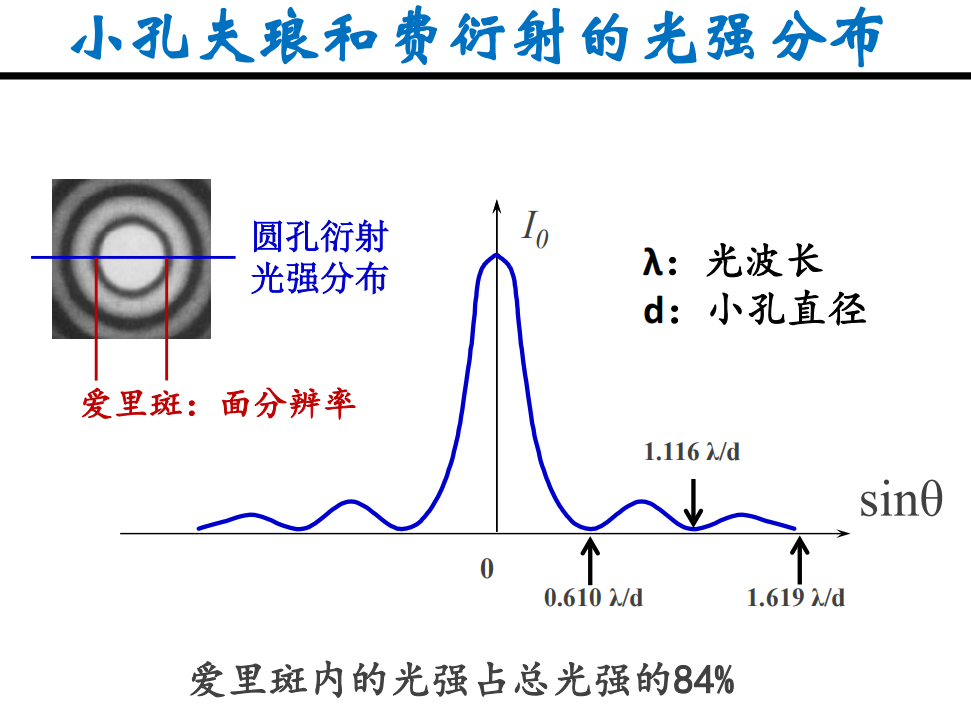 小孔夫琅和费衍射的光强分布
圆孔衍射
光强分布
爱里斑：面分辨率
I₀
λ：光波长
d：小孔直径
1.116 λ/d
sinθ
0
0.610 λ/d
1.619 λ/d
爱里斑内的光强占总光强的84%